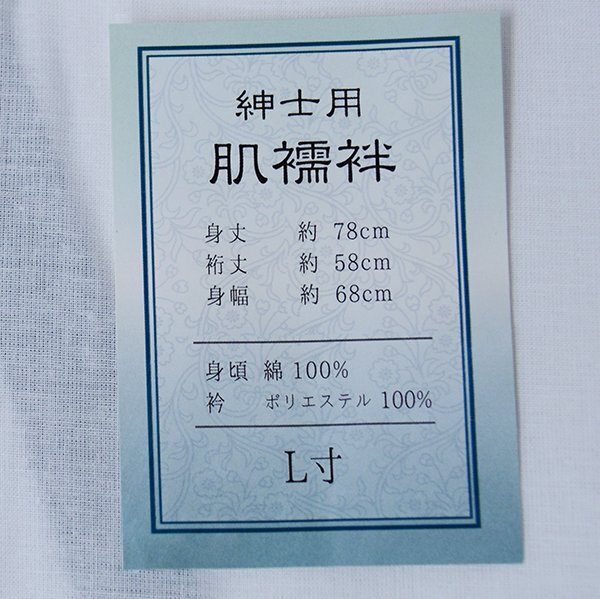 紳士用
肌襦袢
身丈 約 78cm
裄丈 約 58cm
身幅 約 68cm
身頃 綿 100%
衿 ポリエステル 100%
L寸